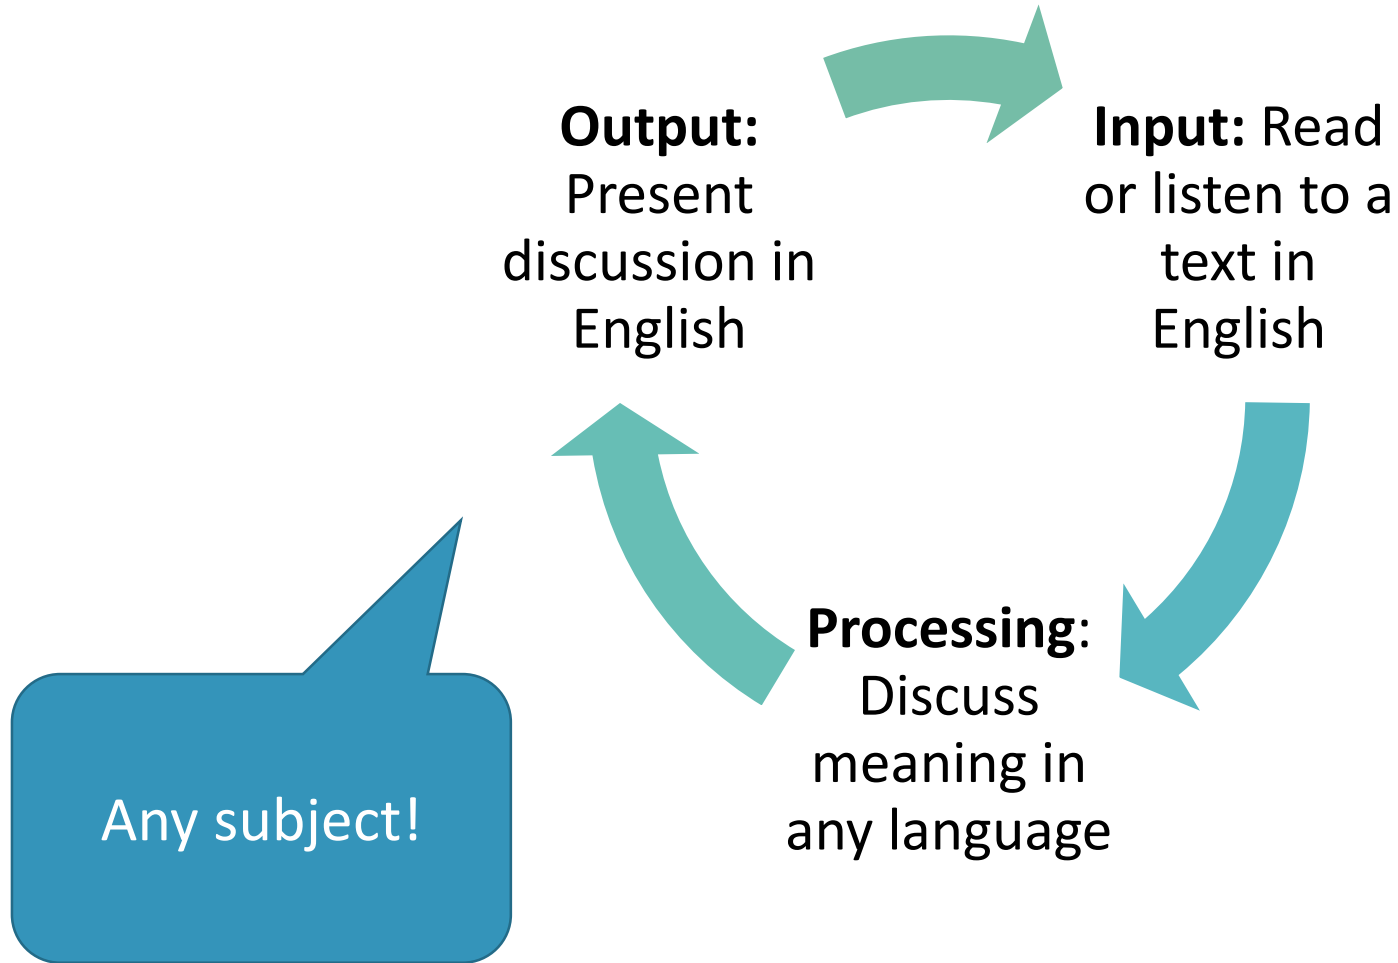 Output:
Present
discussion in
English
Input: Read
or listen to a
text in
English
Processing:
Discuss
meaning in
any language
Any subject!